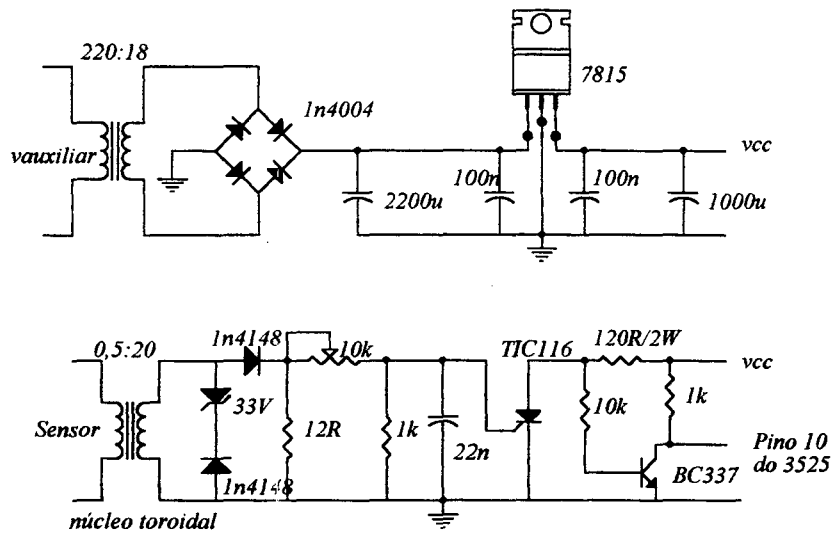 220:18
1n4004
7815
vauxiliar
vcc
2200u
100n
100n
1000u
0,5:20
1n4148
10k
TIC116
120R/2W
vcc
33V
10k
1k
Sensor
12R
1k
22n
Pino 10
do 3525
BC337
1n4148
núcleo toroidal